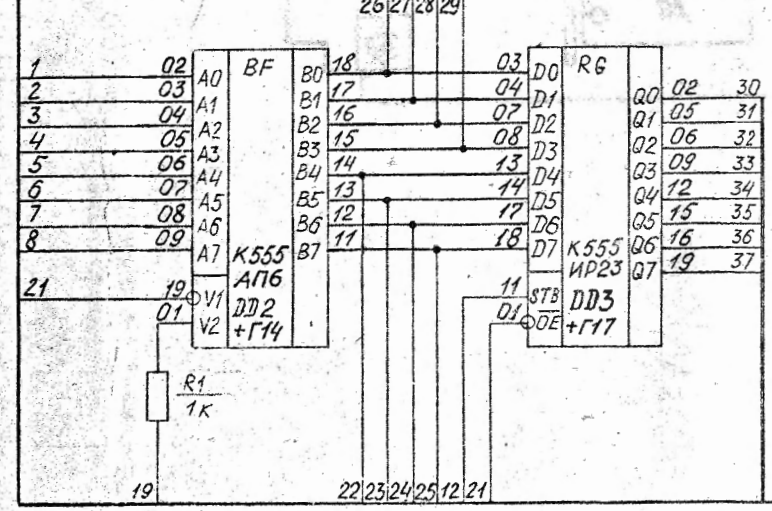 26 27 28 29
1 02 A0 BF B0 18 03 D0 RG
2 03 A1 B1 17 04 D1 Q0 02 30
3 04 A2 B2 16 07 D2 Q1 05 31
4 05 A3 B3 15 08 D3 Q2 06 32
5 06 A4 B4 14 13 D4 Q3 09 33
6 07 A5 B5 13 14 D5 Q4 12 34
7 08 A6 B6 12 17 D6 Q5 15 35
8 09 A7 К555 B7 11 18 D7 К555 Q6 16 36
АП6 ИР23 Q7 19 37
21 19 V1 DD2 11 STB DD3
01 V2 +Г14 01 OE +Г17
R1
1К
19 22 23 24 25 12 21